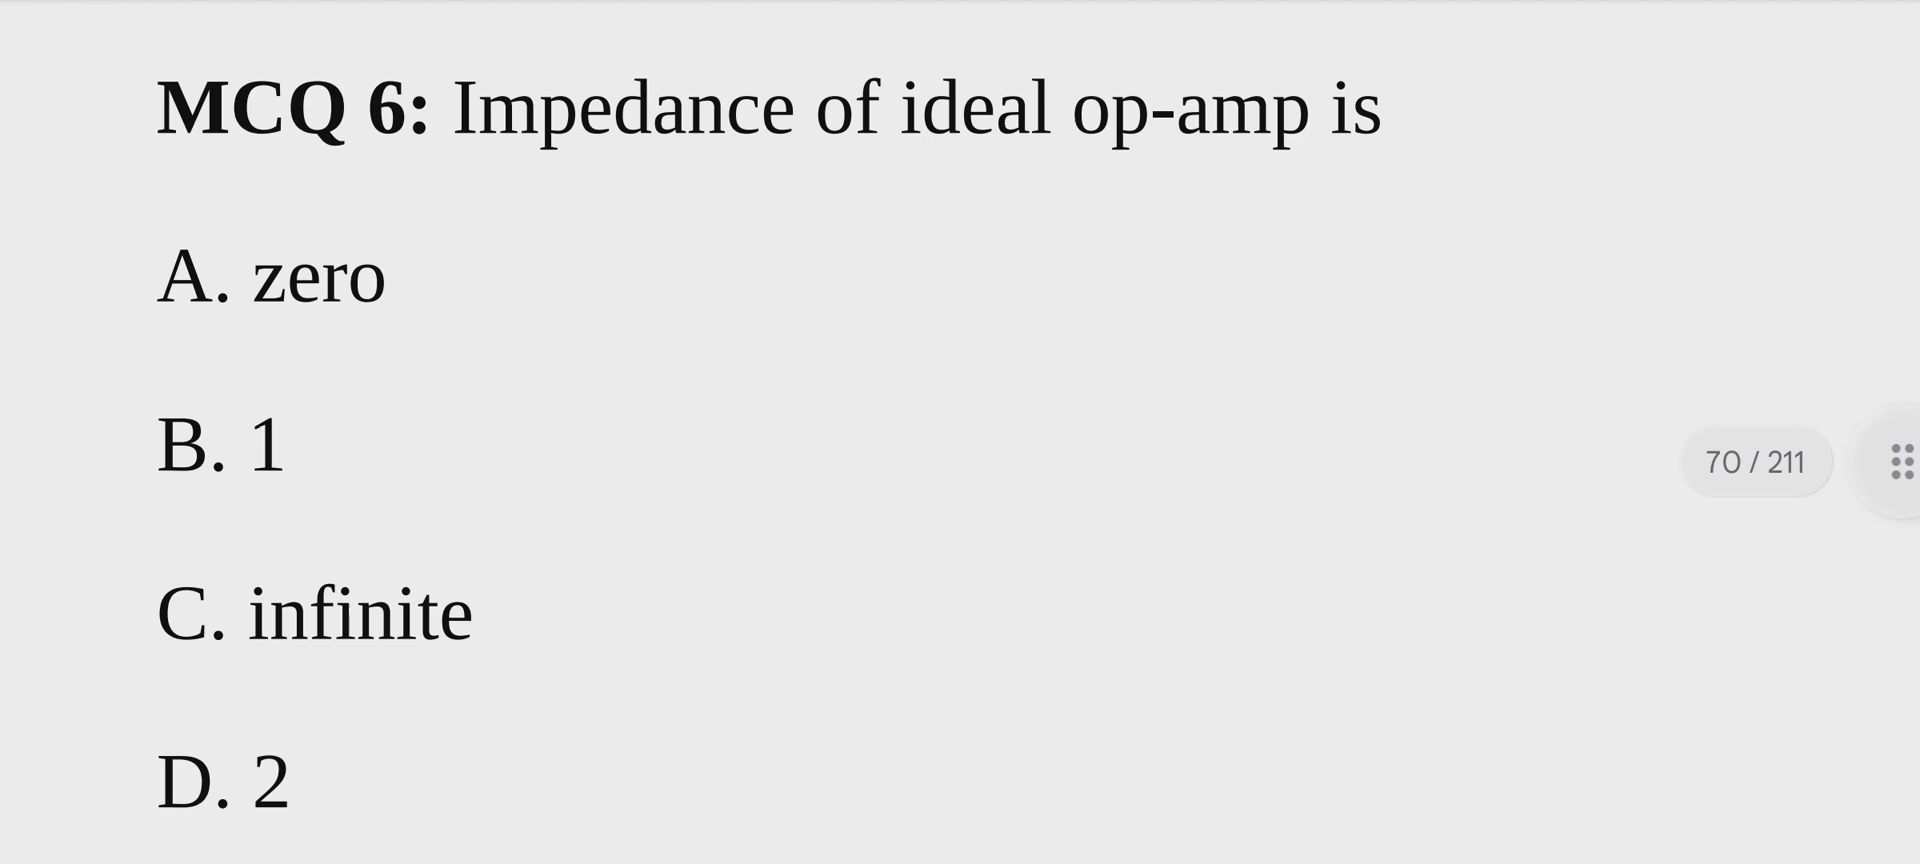 MCQ 6: Impedance of ideal op-amp is
A. zero
B. 1
70 / 211
C. infinite
D. 2